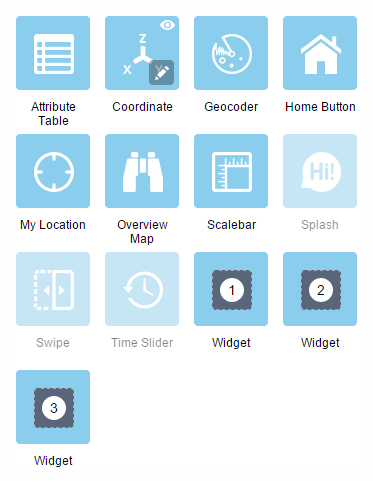 Z
X
Y
Attribute
Table
Coordinate
Geocoder
Home Button
Hi!
My Location
Overview
Map
Scalebar
Splash
1
2
Swipe
Time Slider
Widget
Widget
3
Widget